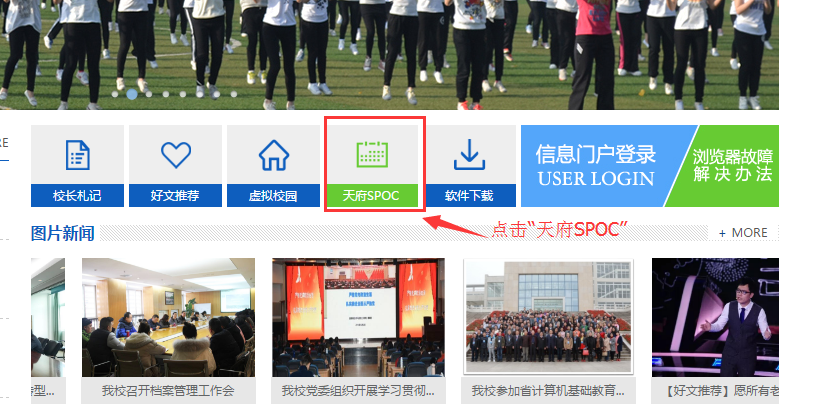 RE
校长札记
好文推荐
虚拟校园
天府SPOC
软件下载
信息门户登录
USER LOGIN
浏览器故障
解决办法
点击“天府SPOC”
图片新闻
+ MORE
型...
我校召开档案管理工作会
我校党委组织开展学习贯彻...
我校参加省计算机基础教育...
【好文推荐】愿所有老